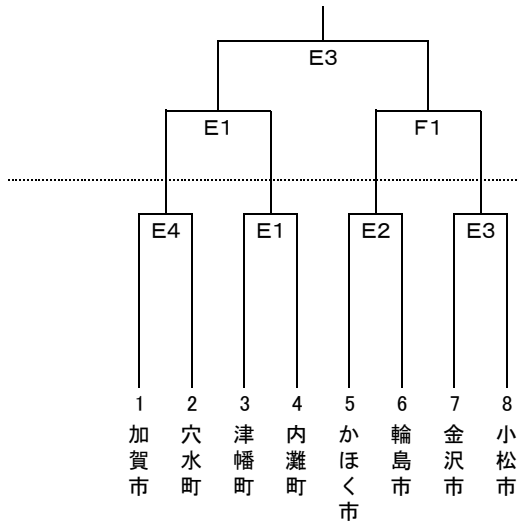 E3
E1 F1
E4 E1 E2 E3
1 2 3 4 5 6 7 8
加賀市
穴水町
津幡町
内灘町
かほく市
輪島市
金沢市
小松市